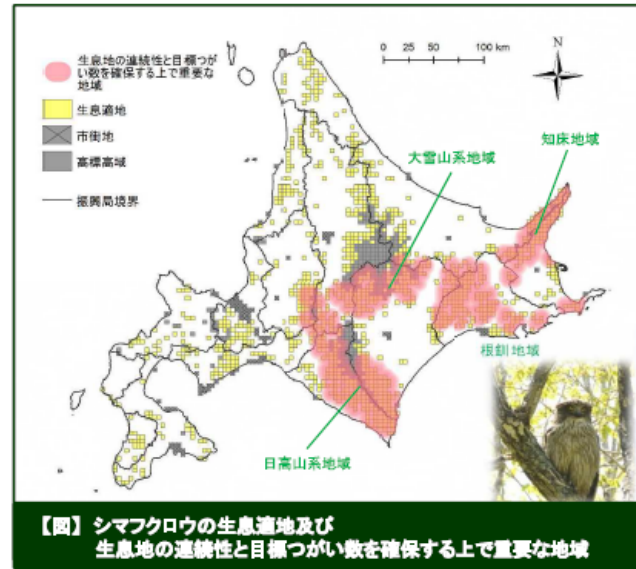 生息地の連続性と目標つが
い数を確保する上で重要な
地域
生息適地
市街地
高標高域
振興局境界
0 25 50 100 km
N
大雪山系地域
知床地域
根釧地域
日高山系地域
【図】 シマフクロウの生息適地及び
生息地の連続性と目標つがい数を確保する上で重要な地域